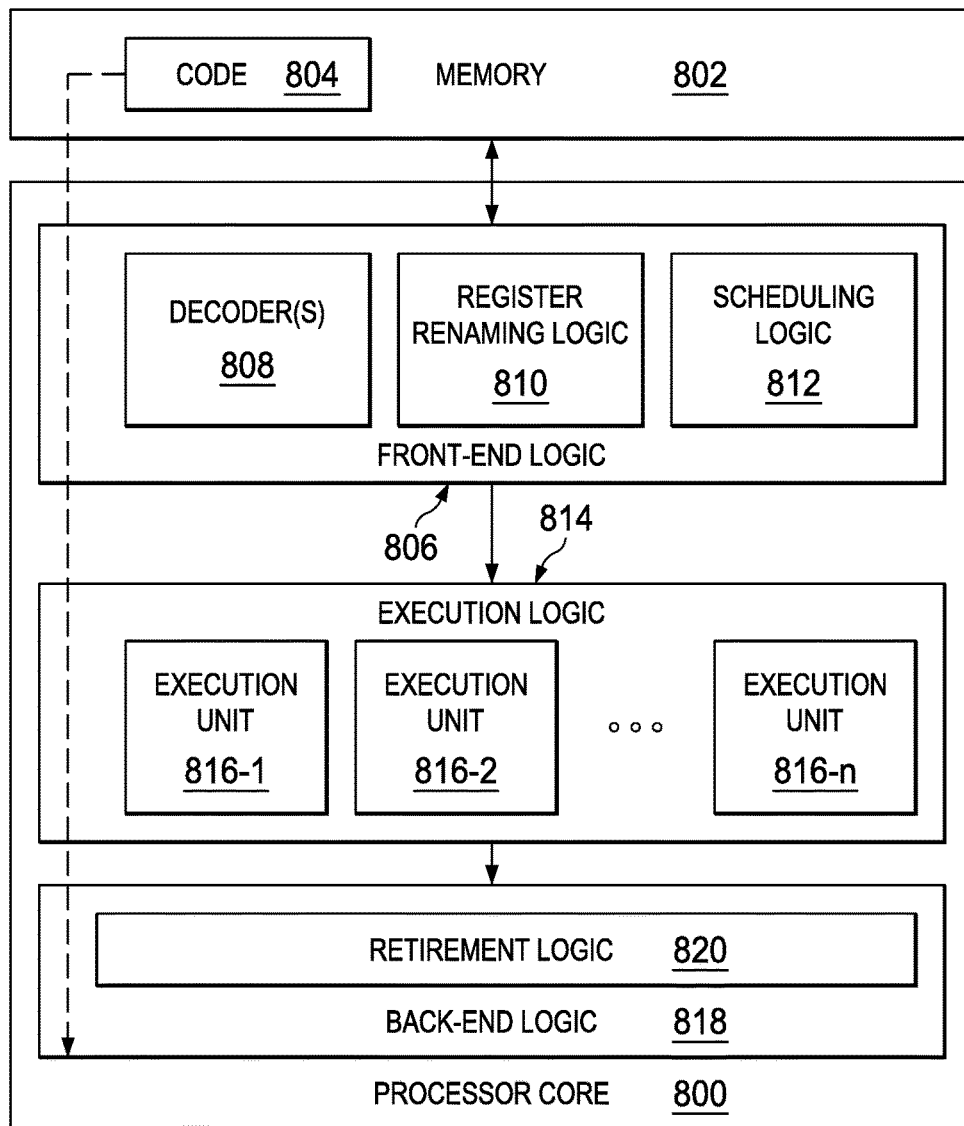 CODE 804 MEMORY 802
DECODER(S)
808
REGISTER
RENAMING LOGIC
810
SCHEDULING
LOGIC
812
FRONT-END LOGIC
806
814
EXECUTION LOGIC
EXECUTION
UNIT
816-1
EXECUTION
UNIT
816-2
EXECUTION
UNIT
816-n
RETIREMENT LOGIC 820
BACK-END LOGIC 818
PROCESSOR CORE 800